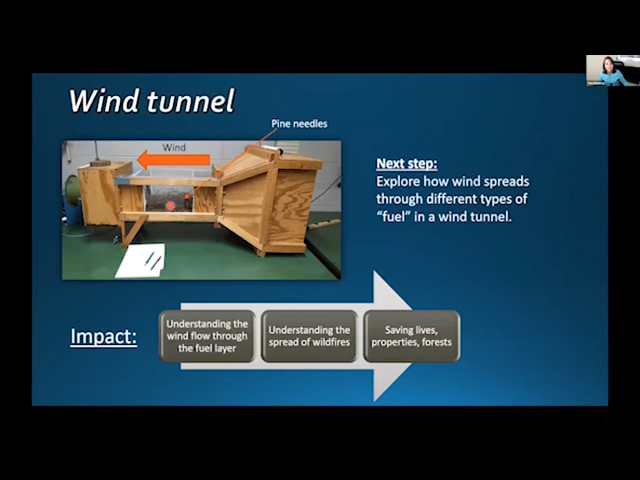 Wind tunnel
Pine needles
Wind
Next step:
Explore how wind spreads
through different types of
“fuel” in a wind tunnel.
Impact:
Understanding the
wind flow through
the fuel layer
Understanding the
spread of wildfires
Saving lives,
properties, forests